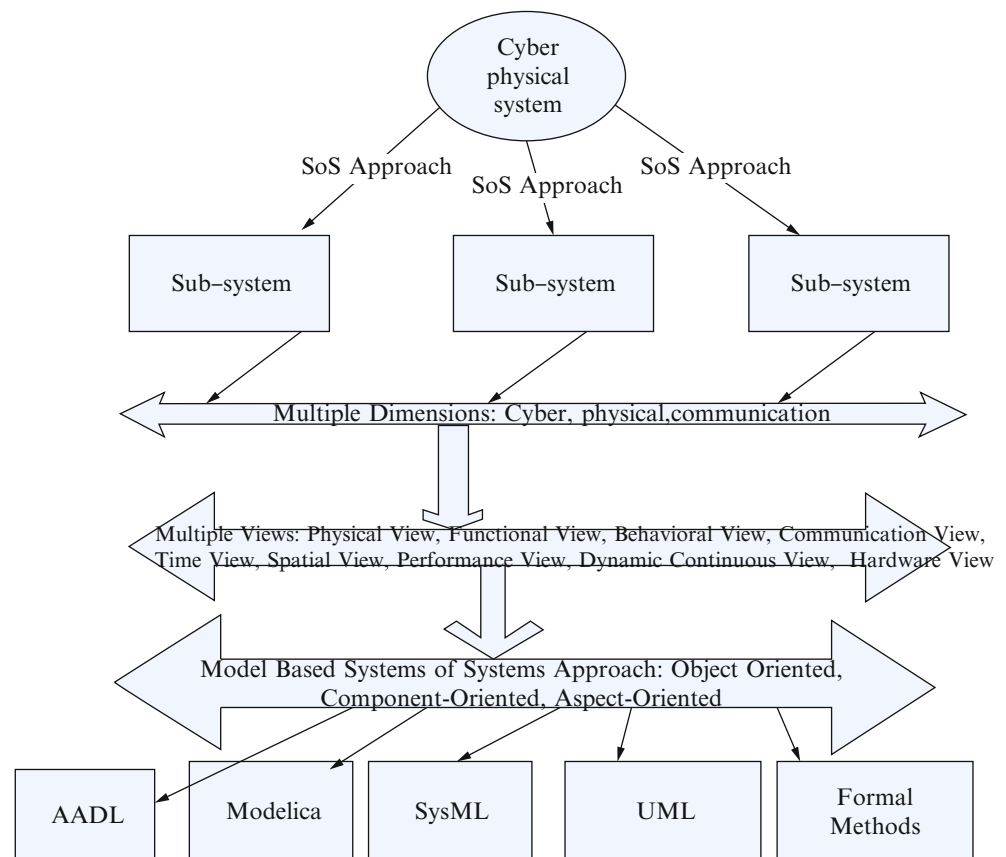 Cyber
physical
system
SoS Approach
SoS Approach
SoS Approach
Sub–system
Sub–system
Sub–system
Multiple Dimensions: Cyber, physical,communication
Multiple Views: Physical View, Functional View, Behavioral View, Communication View,
Time View, Spatial View, Performance View, Dynamic Continuous View, Hardware View
Model Based Systems of Systems Approach: Object Oriented,
Component-Oriented, Aspect-Oriented
AADL
Modelica
SysML
UML
Formal
Methods